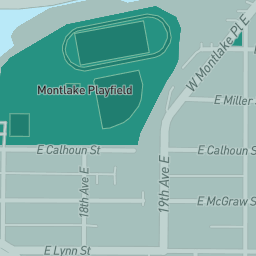 W Montlake Pl E
Montlake Playfield
E Miller
E Calhoun St
E Calhoun
18th Ave E
19th Ave E
E McGraw S
E Lynn St